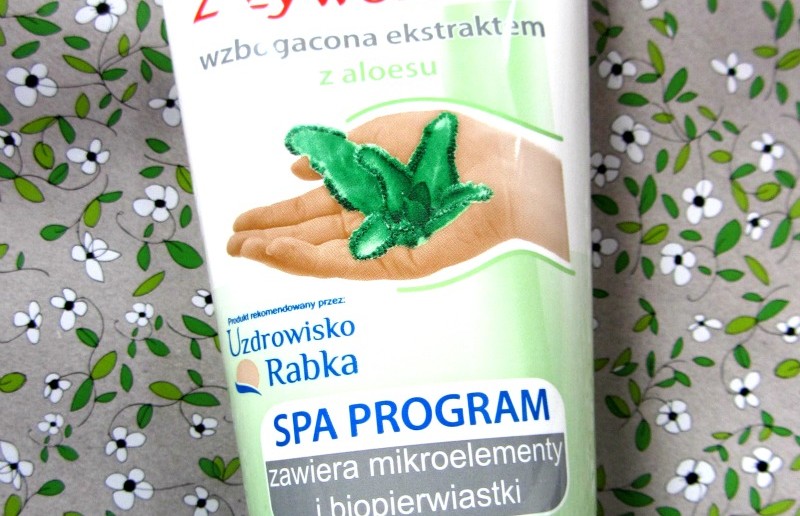 wzbogacona ekstraktem
z aloesu
Produkt rekomendowany przez:
Uzdrowisko
Rabka
SPA PROGRAM
zawiera mikroelementy
i biopierwiastki